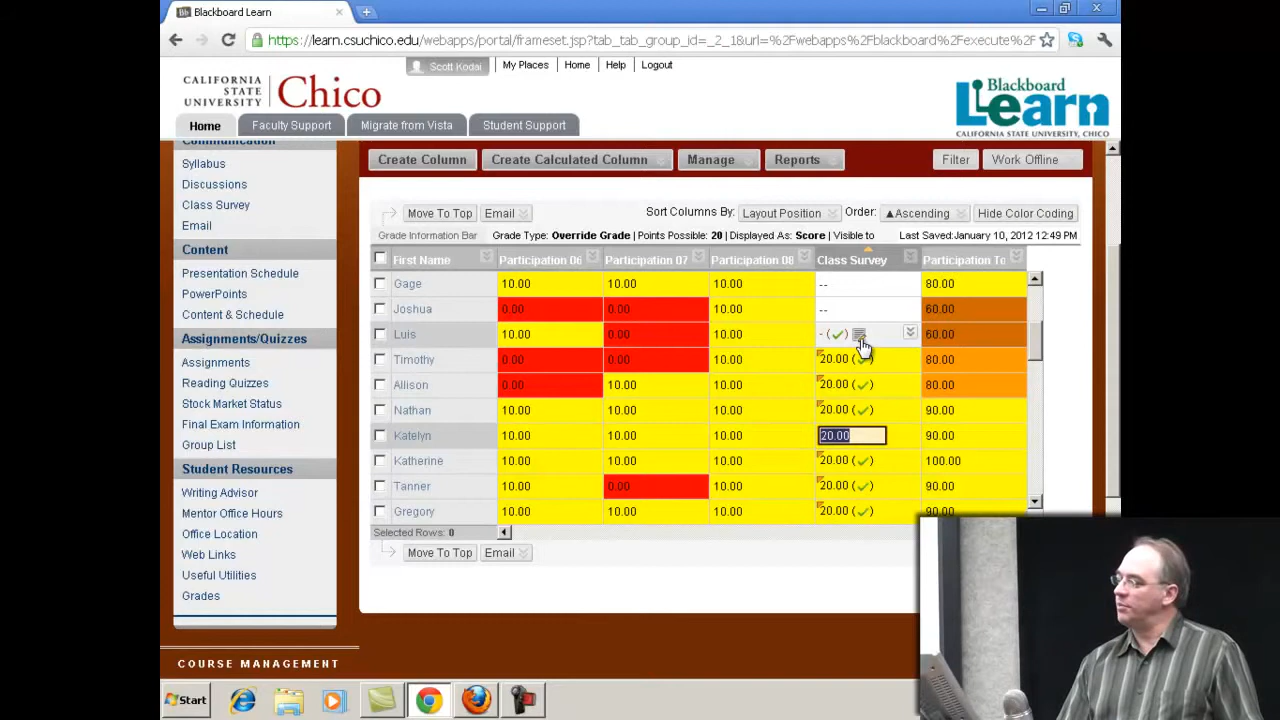 Blackboard Learn
https://learn.csuchico.edu/webapps/portal/frameset.jsp?tab_tab_group_id=_2_1&url=%2Fwebapps%2Fblackboard%2Fexecute%2F
Scott Kodai My Places Home Help Logout
CALIFORNIA STATE UNIVERSITY Chico
Blackboard Learn
CALIFORNIA STATE UNIVERSITY, CHICO
Home Faculty Support Migrate from Vista Student Support
Communication
Syllabus
Discussions
Class Survey
Email
Content
Presentation Schedule
PowerPoints
Content & Schedule
Assignments/Quizzes
Assignments
Reading Quizzes
Stock Market Status
Final Exam Information
Group List
Student Resources
Writing Advisor
Mentor Office Hours
Office Location
Web Links
Useful Utilities
Grades
COURSE MANAGEMENT
Create Column Create Calculated Column Manage Reports Filter Work Offline
Move To Top Email Sort Columns By: Layout Position Order: ▲Ascending Hide Color Coding
Grade Information Bar Grade Type: Override Grade | Points Possible: 20 | Displayed As: Score | Visible to Last Saved:January 10, 2012 12:49 PM
First Name Participation 06 Participation 07 Participation 08 Class Survey Participation To
Gage 10.00 10.00 10.00 -- 80.00
Joshua 0.00 0.00 10.00 -- 60.00
Luis 10.00 0.00 10.00 - (✓) 60.00
Timothy 0.00 0.00 10.00 20.00 (✓) 80.00
Allison 0.00 10.00 10.00 20.00 (✓) 80.00
Nathan 10.00 10.00 10.00 20.00 (✓) 90.00
Katelyn 10.00 10.00 10.00 20.00 90.00
Katherine 10.00 10.00 10.00 20.00 (✓) 100.00
Tanner 10.00 0.00 10.00 20.00 (✓) 90.00
Gregory 10.00 10.00 10.00 20.00 (✓) 90.00
Selected Rows: 0
Move To Top Email
Start